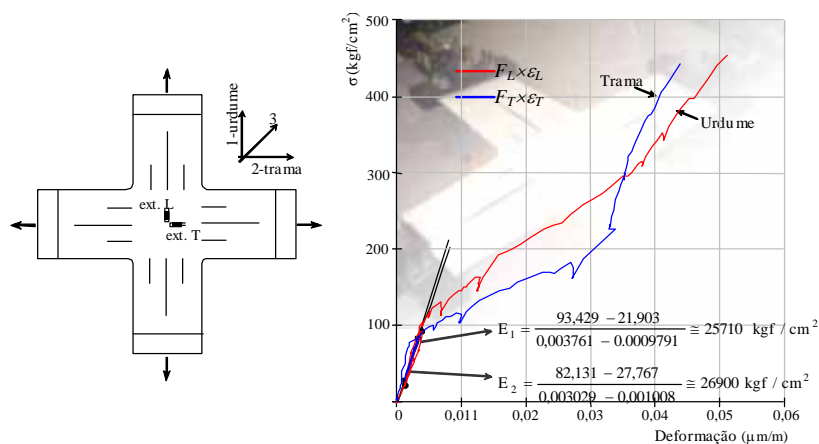 1-urdume
3
2-trama
ext. L
ext. T
σ (kgf/cm²)
500
400
300
200
100
0
F_L×ε_L
F_T×ε_T
Trama
Urdume
E₁ = (93,429 − 21,903) / (0,003761 − 0,0009791) ≅ 25710 kgf / cm²
E₂ = (82,131 − 27,767) / (0,003029 − 0,001008) ≅ 26900 kgf / cm²
0 0,011 0,02 0,03 0,04 0,05 0,06
Deformação (μm/m)